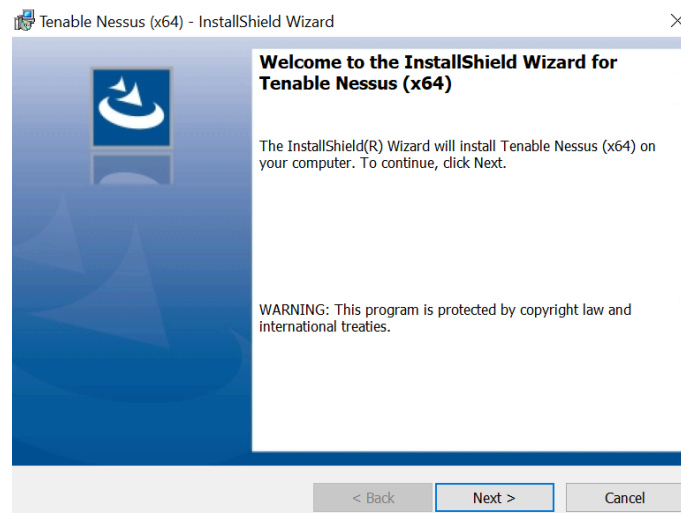 Tenable Nessus (x64) - InstallShield Wizard
Welcome to the InstallShield Wizard for
Tenable Nessus (x64)
The InstallShield(R) Wizard will install Tenable Nessus (x64) on
your computer. To continue, click Next.
WARNING: This program is protected by copyright law and
international treaties.
< Back Next > Cancel